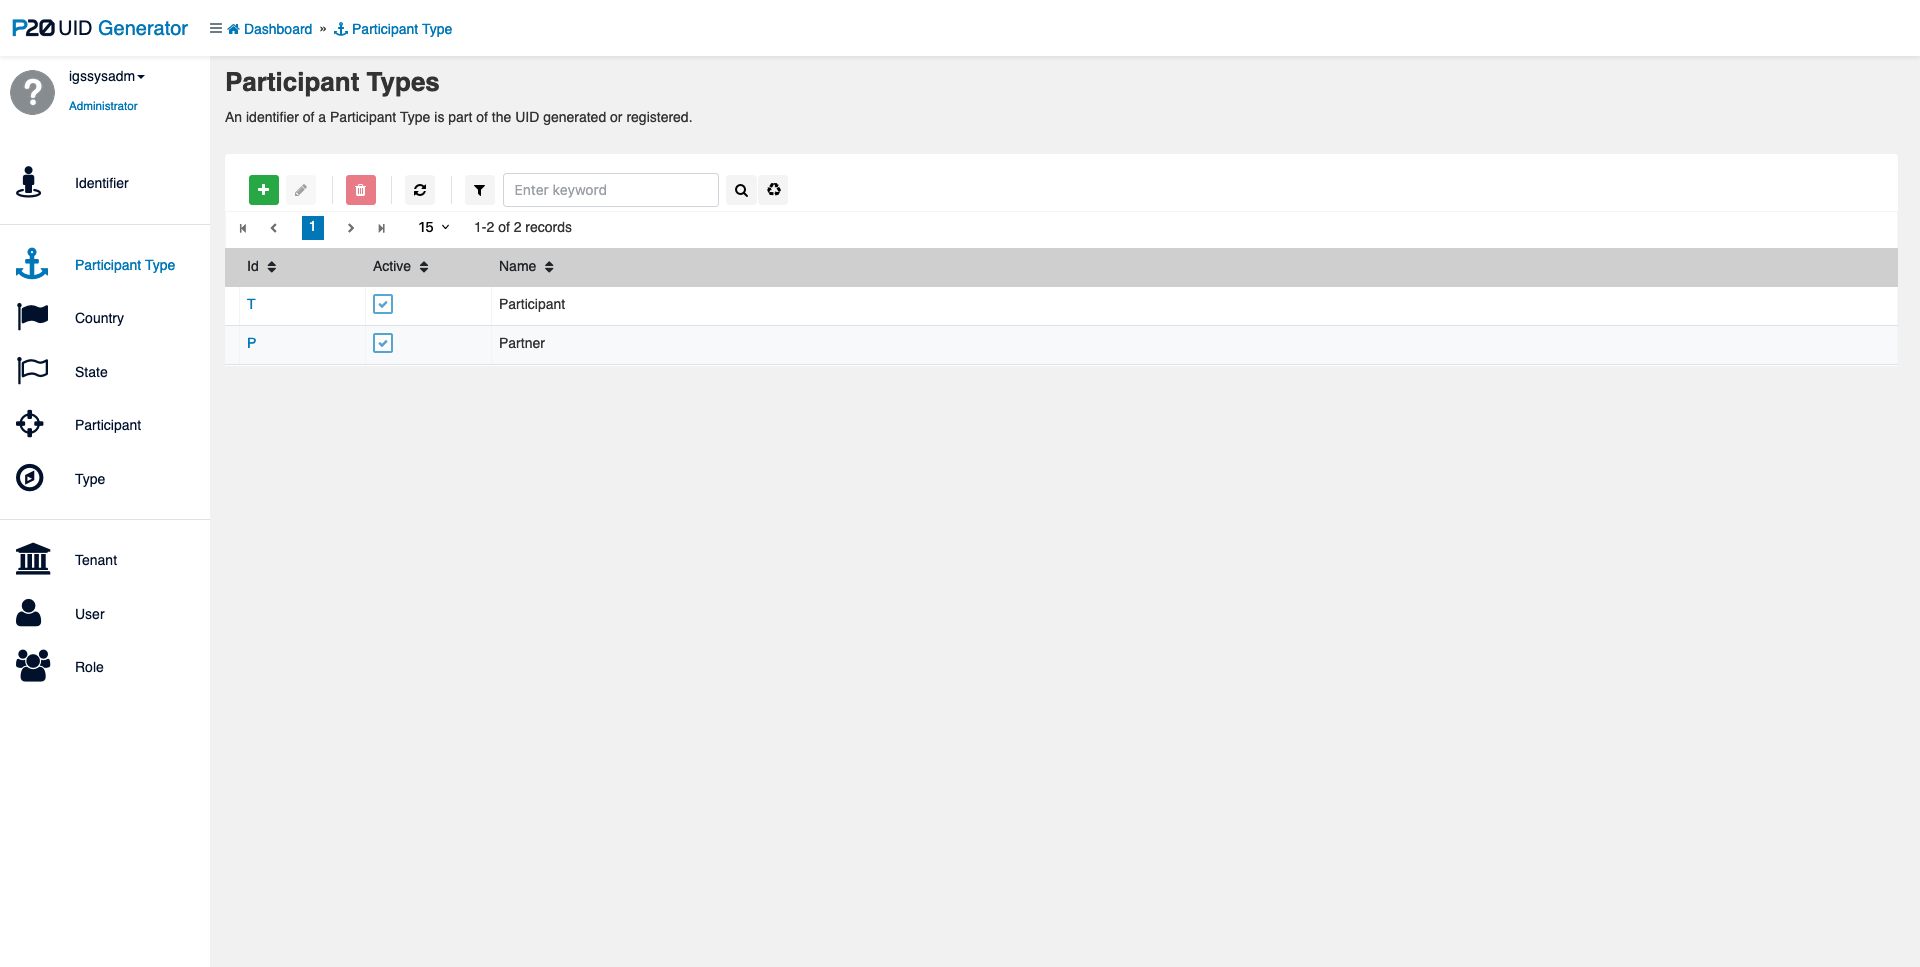 P20 UID Generator
Dashboard » Participant Type
igssysadm
Administrator
Participant Types
An identifier of a Participant Type is part of the UID generated or registered.
Identifier
Participant Type
Country
State
Participant
Type
Tenant
User
Role
Enter keyword
1 15 1-2 of 2 records
Id Active Name
T Participant
P Partner